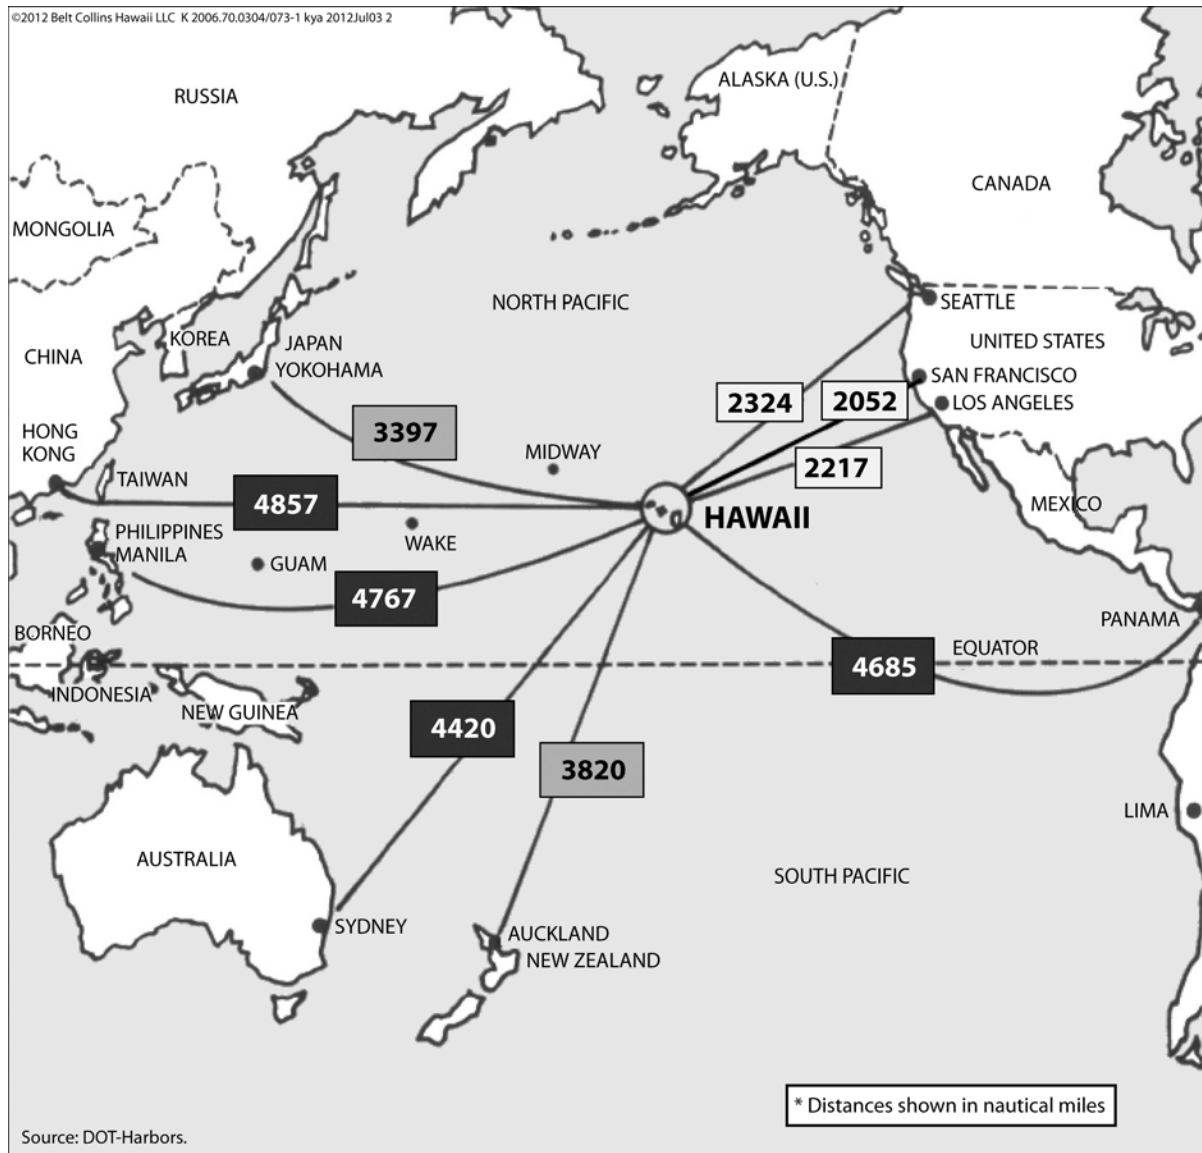 ©2012 Belt Collins Hawaii LLC K 2006.70.0304/073-1 kya 2012Jul03 2
RUSSIA
ALASKA (U.S.)
CANADA
MONGOLIA
NORTH PACIFIC
SEATTLE
KOREA
JAPAN
YOKOHAMA
UNITED STATES
CHINA
SAN FRANCISCO
2324
2052
LOS ANGELES
HONG
KONG
3397
MIDWAY
2217
TAIWAN
4857
MEXICO
HAWAII
PHILIPPINES
MANILA
WAKE
GUAM
4767
PANAMA
BORNEO
EQUATOR
4685
INDONESIA
NEW GUINEA
4420
3820
LIMA
AUSTRALIA
SOUTH PACIFIC
SYDNEY
AUCKLAND
NEW ZEALAND
* Distances shown in nautical miles
Source: DOT-Harbors.